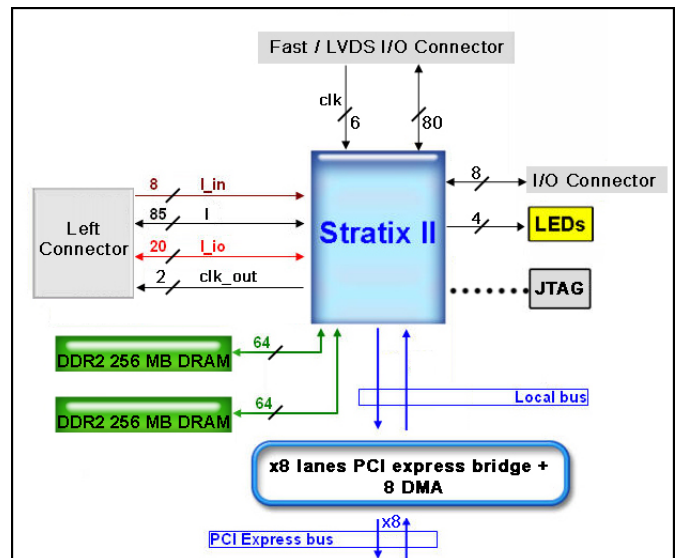 Fast / LVDS I/O Connector
clk
6
80
8
I/O Connector
8
l_in
85
l
Left
Connector
20
l_io
2
clk_out
Stratix II
4
LEDs
JTAG
64
DDR2 256 MB DRAM
64
DDR2 256 MB DRAM
Local bus
x8 lanes PCI express bridge +
8 DMA
x8
PCI Express bus